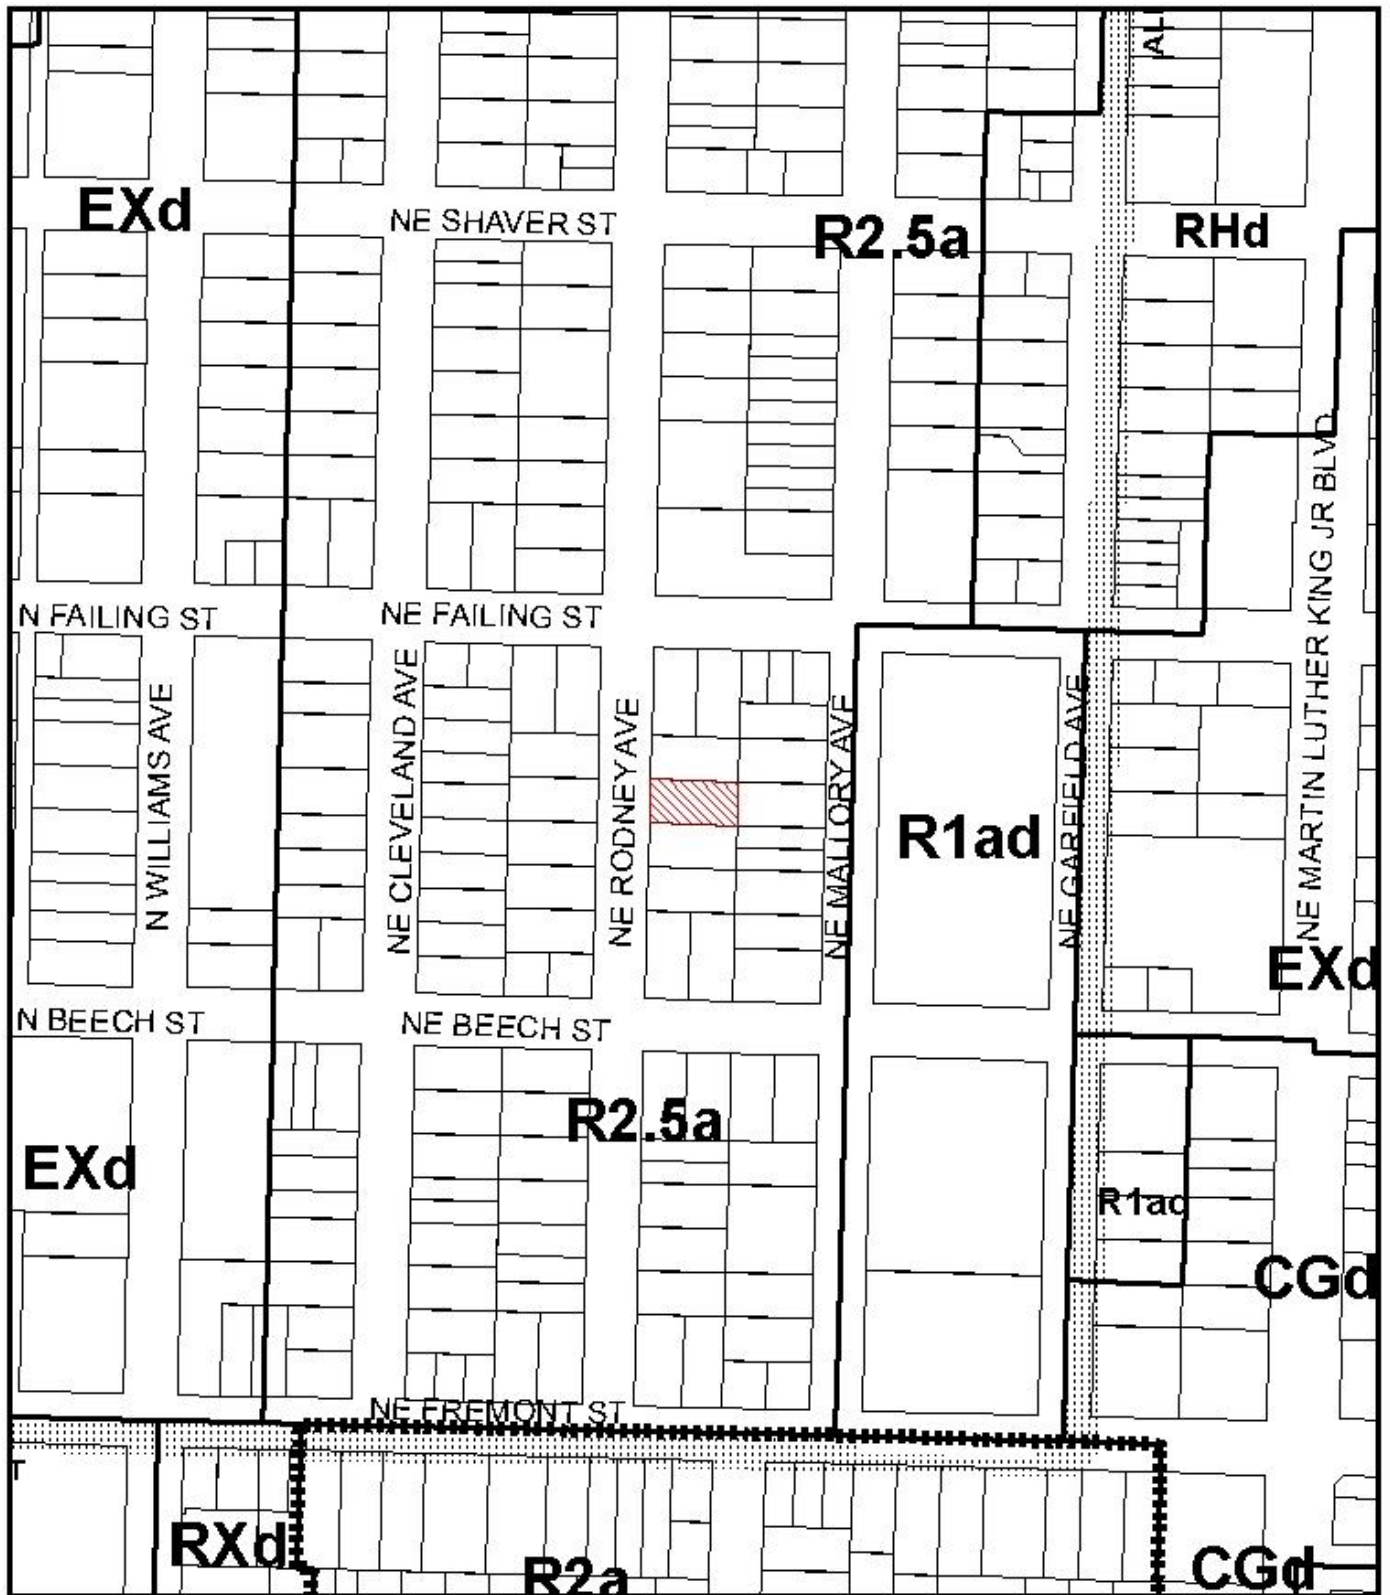 AL
EXd
NE SHAVER ST
R2.5a
RHd
NE MARTIN LUTHER KING JR BLVD
N FAILING ST
NE FAILING ST
N WILLIAMS AVE
NE CLEVELAND AVE
NE RODNEY AVE
NE MALLORY AVE
R1ad
NE GARFIELD AVE
EXd
N BEECH ST
NE BEECH ST
R2.5a
EXd
R1ad
CGd
NE FREMONT ST
T
RXd
R2a
CGd